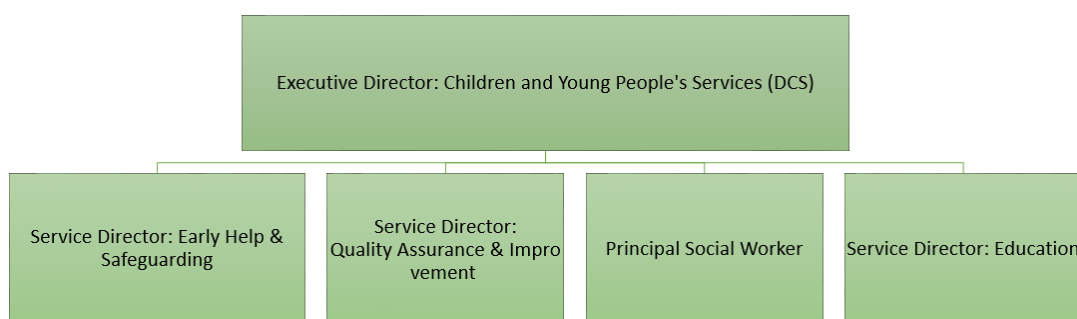 Executive Director: Children and Young People's Services (DCS)
Service Director: Early Help &
Safeguarding
Service Director:
Quality Assurance & Impro
vement
Principal Social Worker
Service Director: Education